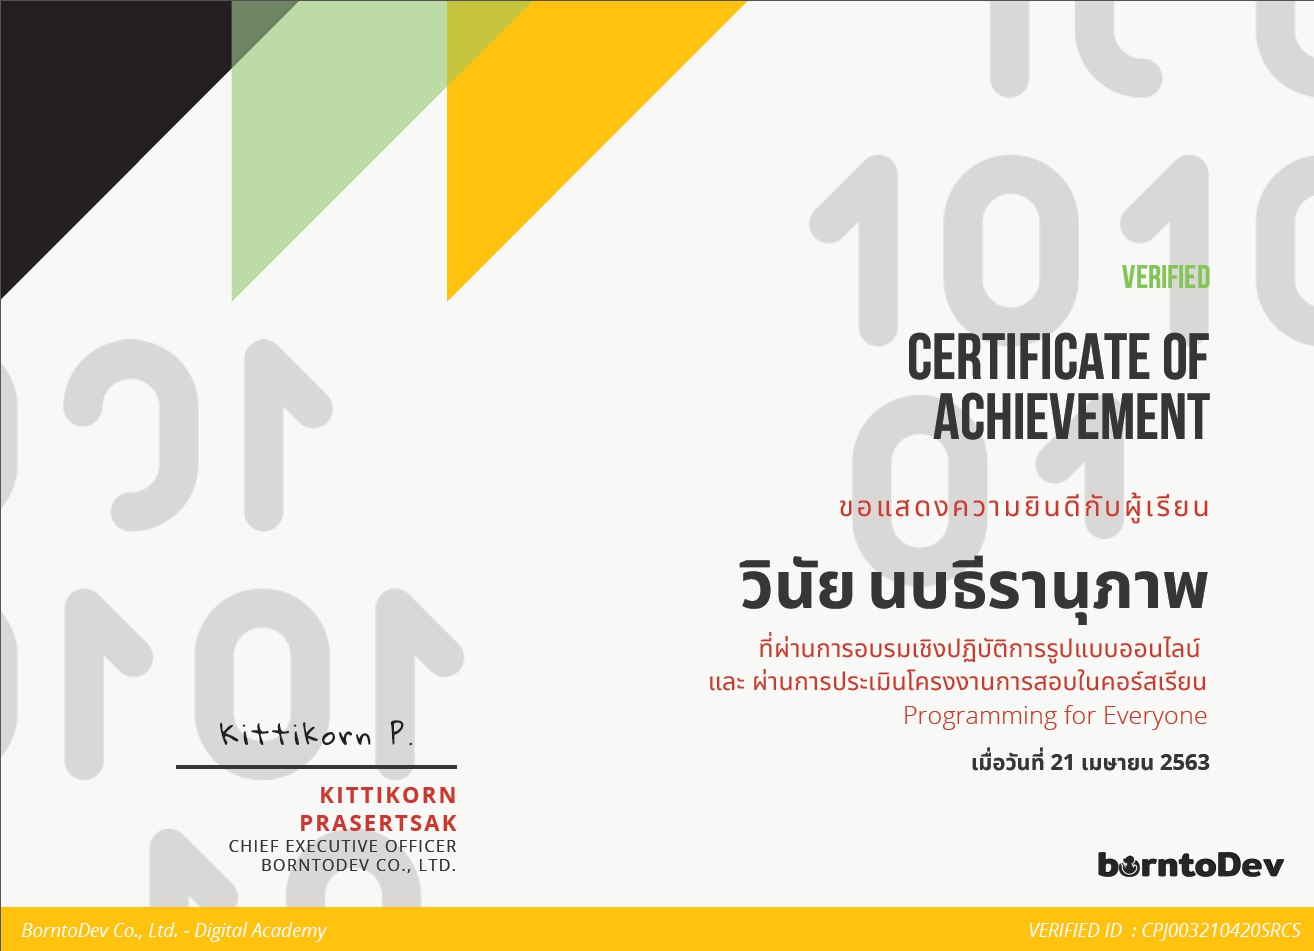 VERIFIED
CERTIFICATE OF
ACHIEVEMENT
ขอแสดงความยินดีกับผู้เรียน
วินัย นบธีรานุภาพ
ที่ผ่านการอบรมเชิงปฏิบัติการรูปแบบออนไลน์
และ ผ่านการประเมินโครงงานการสอบในคอร์สเรียน
Programming for Everyone
เมื่อวันที่ 21 เมษายน 2563
Kittikorn P.
KITTIKORN
PRASERTSAK
CHIEF EXECUTIVE OFFICER
BORNTODEV CO., LTD.
borntoDev
BorntoDev Co., Ltd. - Digital Academy
VERIFIED ID : CPJ003210420SRCS